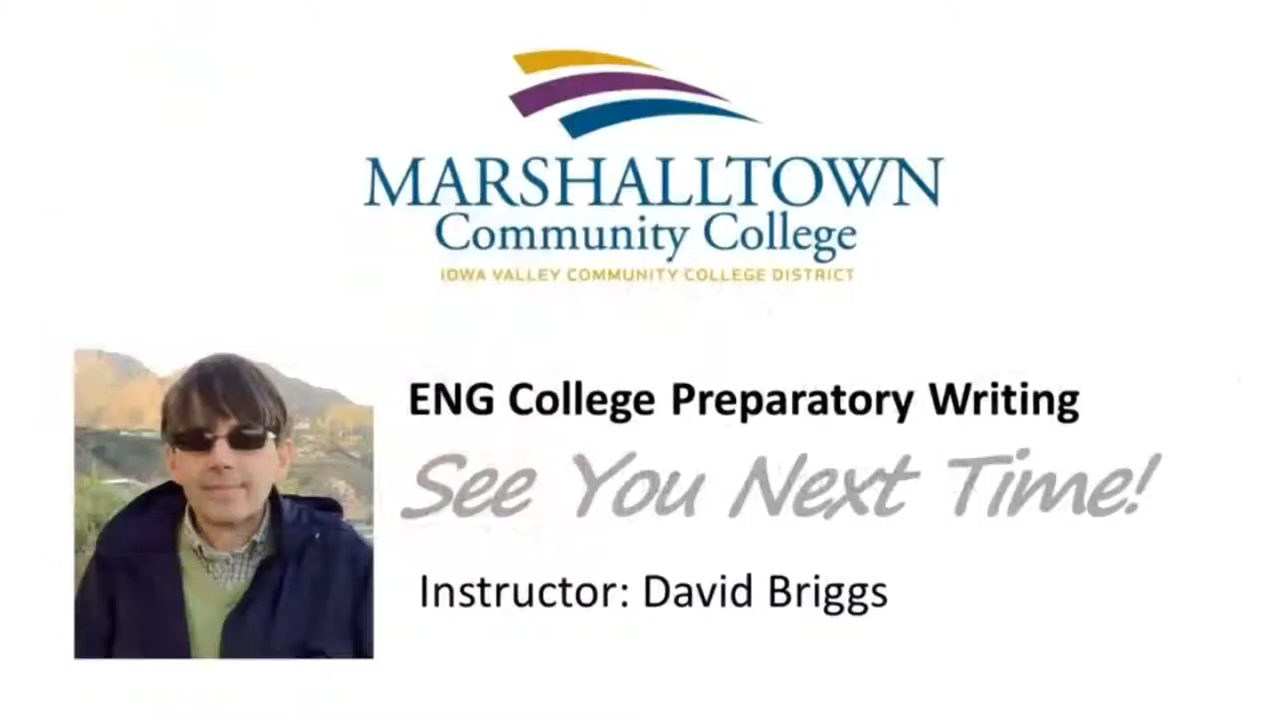 MARSHALLTOWN
Community College
IOWA VALLEY COMMUNITY COLLEGE DISTRICT
ENG College Preparatory Writing
See You Next Time!
Instructor: David Briggs